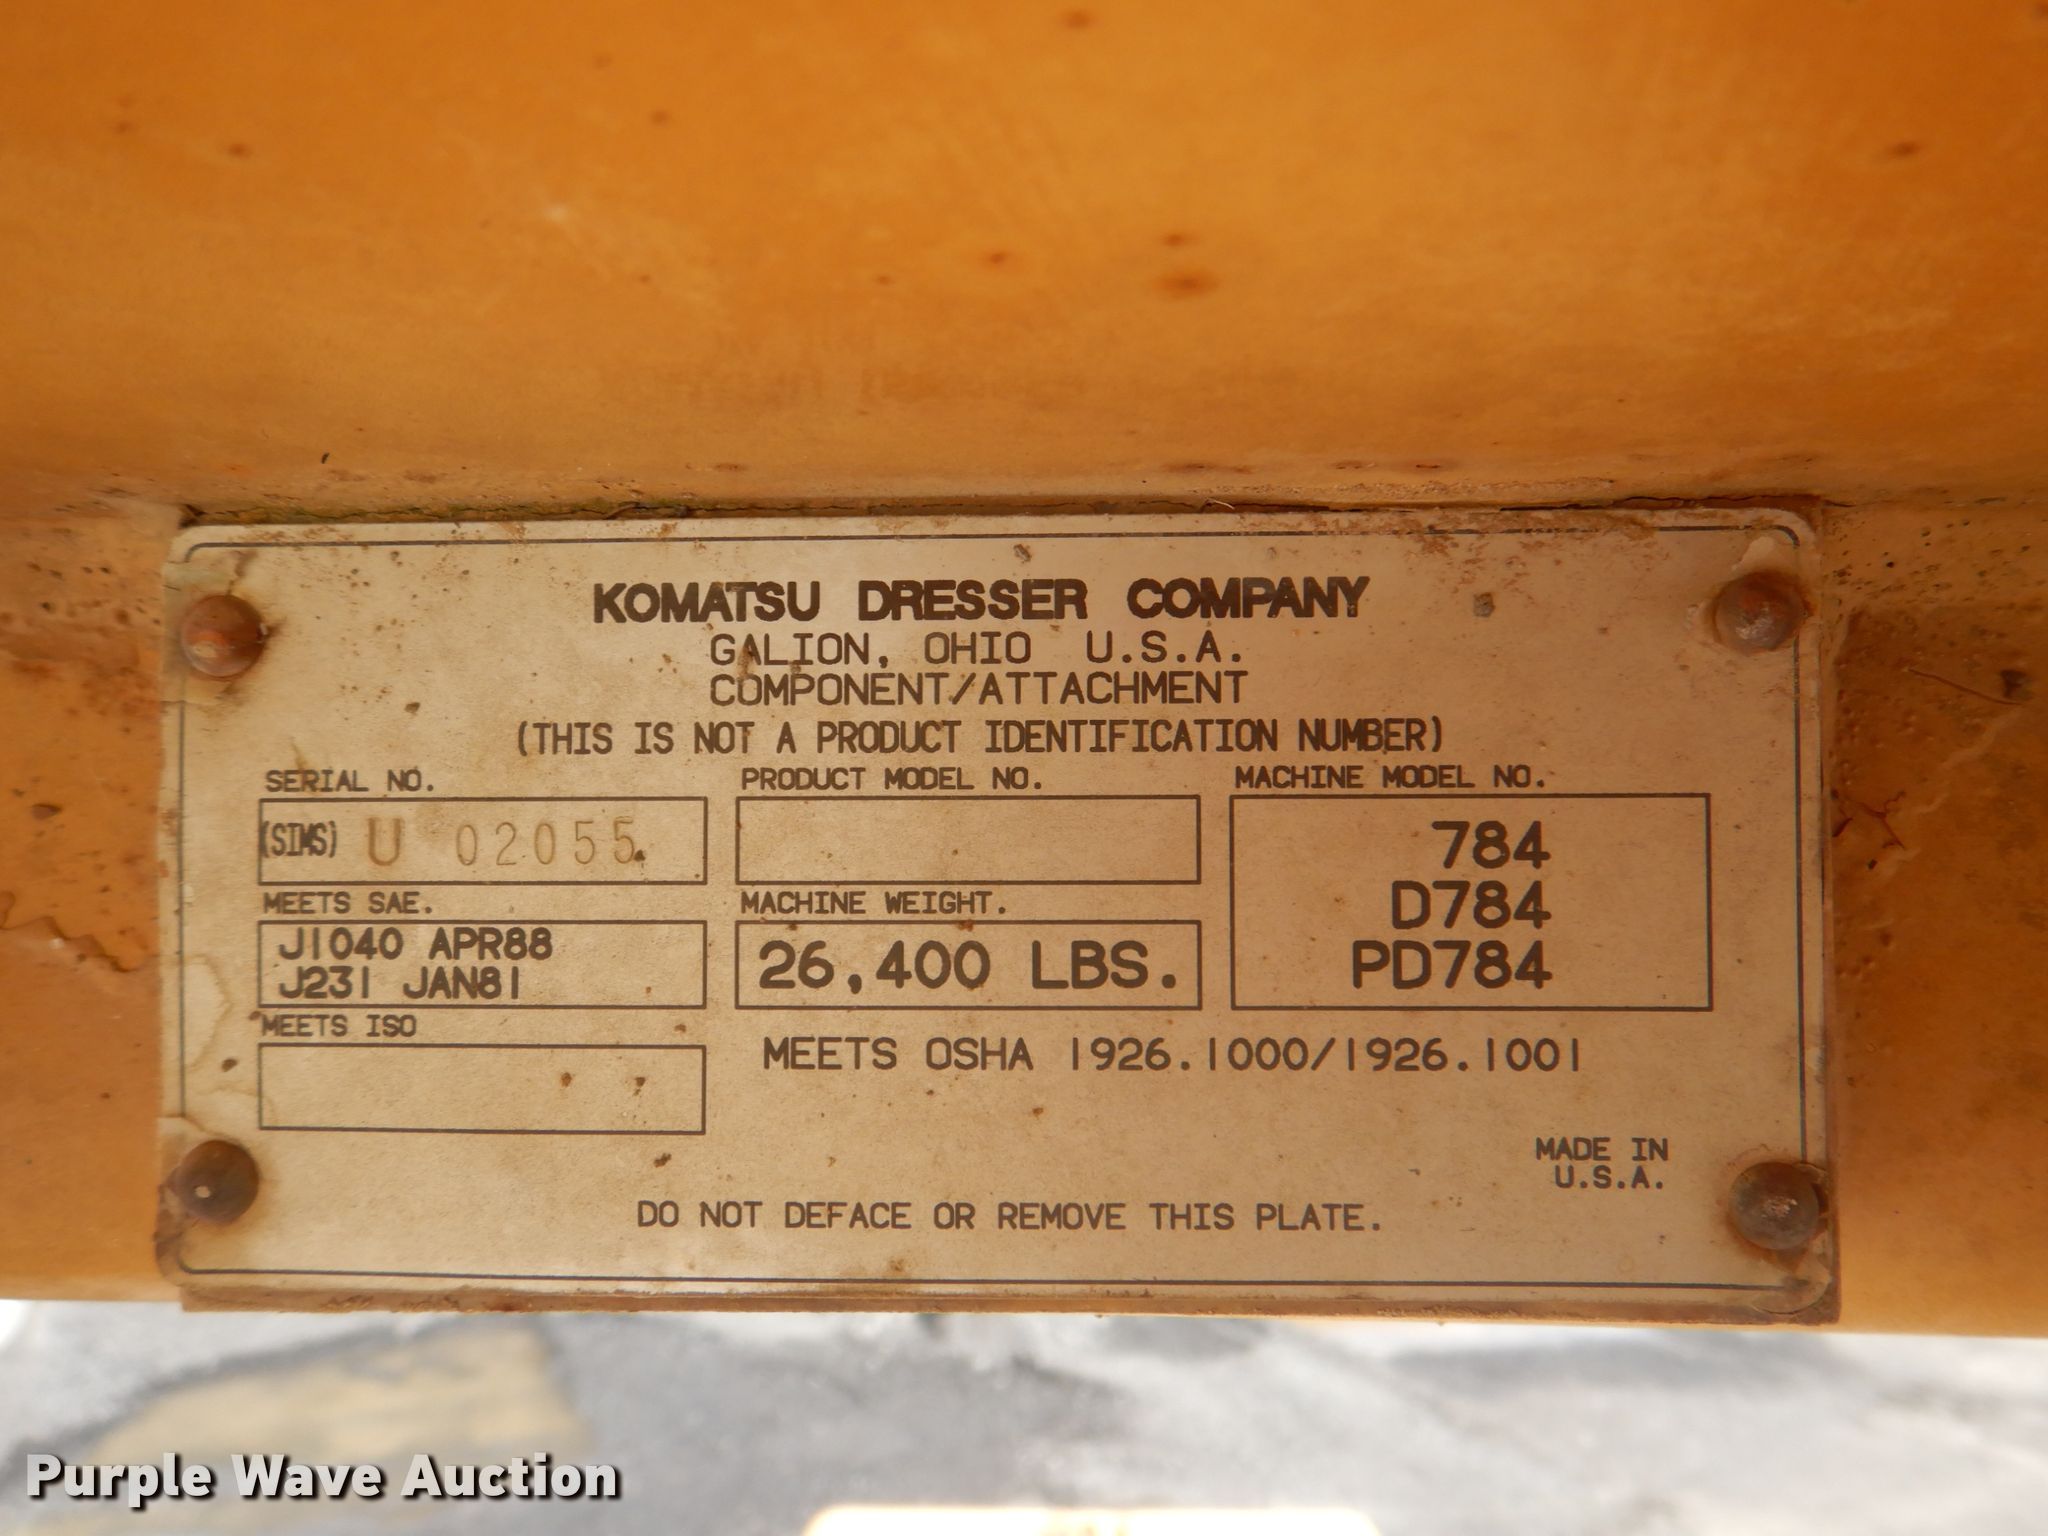 KOMATSU DRESSER COMPANY
GALION, OHIO U.S.A.
COMPONENT/ATTACHMENT
(THIS IS NOT A PRODUCT IDENTIFICATION NUMBER)
SERIAL NO.
(SIMS) U 02055
PRODUCT MODEL NO.
MACHINE MODEL NO.
784
D784
PD784
MEETS SAE.
J1040 APR88
J231 JAN81
MACHINE WEIGHT.
26,400 LBS.
MEETS ISO
MEETS OSHA 1926.1000/1926.1001
MADE IN
U.S.A.
DO NOT DEFACE OR REMOVE THIS PLATE.
Purple Wave Auction